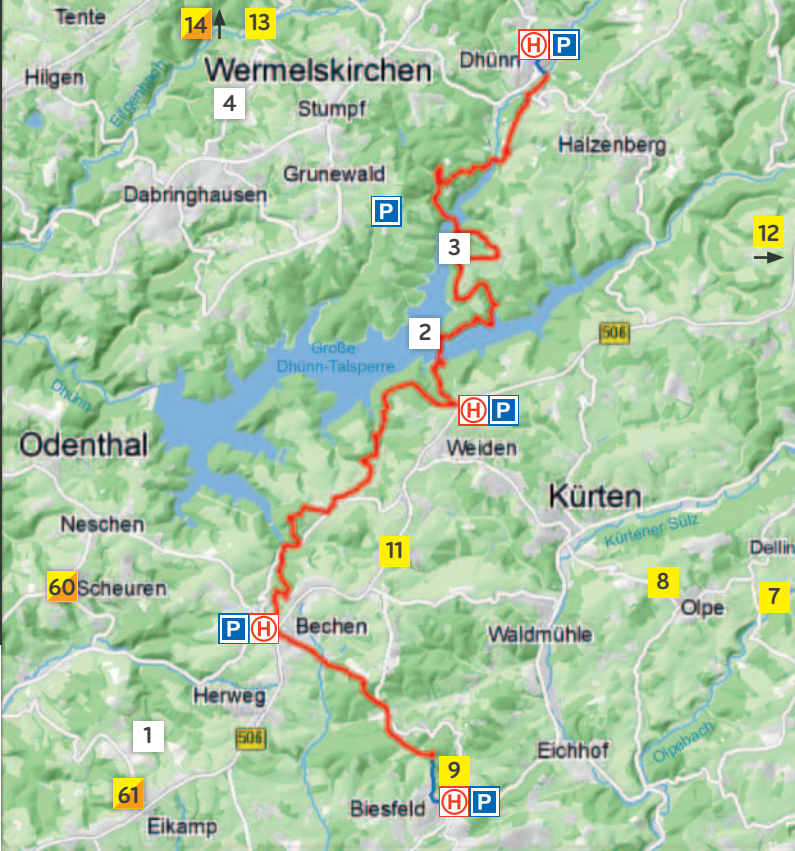 Tente
14
13
H P
Dhünn
Wermelskirchen
Hilgen
Eifgenbach
4
Stumpf
Halzenberg
Grunewald
Dabringhausen
P
12
3
2
506
Große
Dhünn-Talsperre
Dhünn
H P
Odenthal
Weiden
Kürten
Neschen
Kürtener Sülz
11
Dellin
60 Scheuren
8
7
Olpe
P H
Bechen
Waldmühle
Herweg
1
506
Eichhof
Olpebach
9
61
H P
Biesfeld
Eikamp